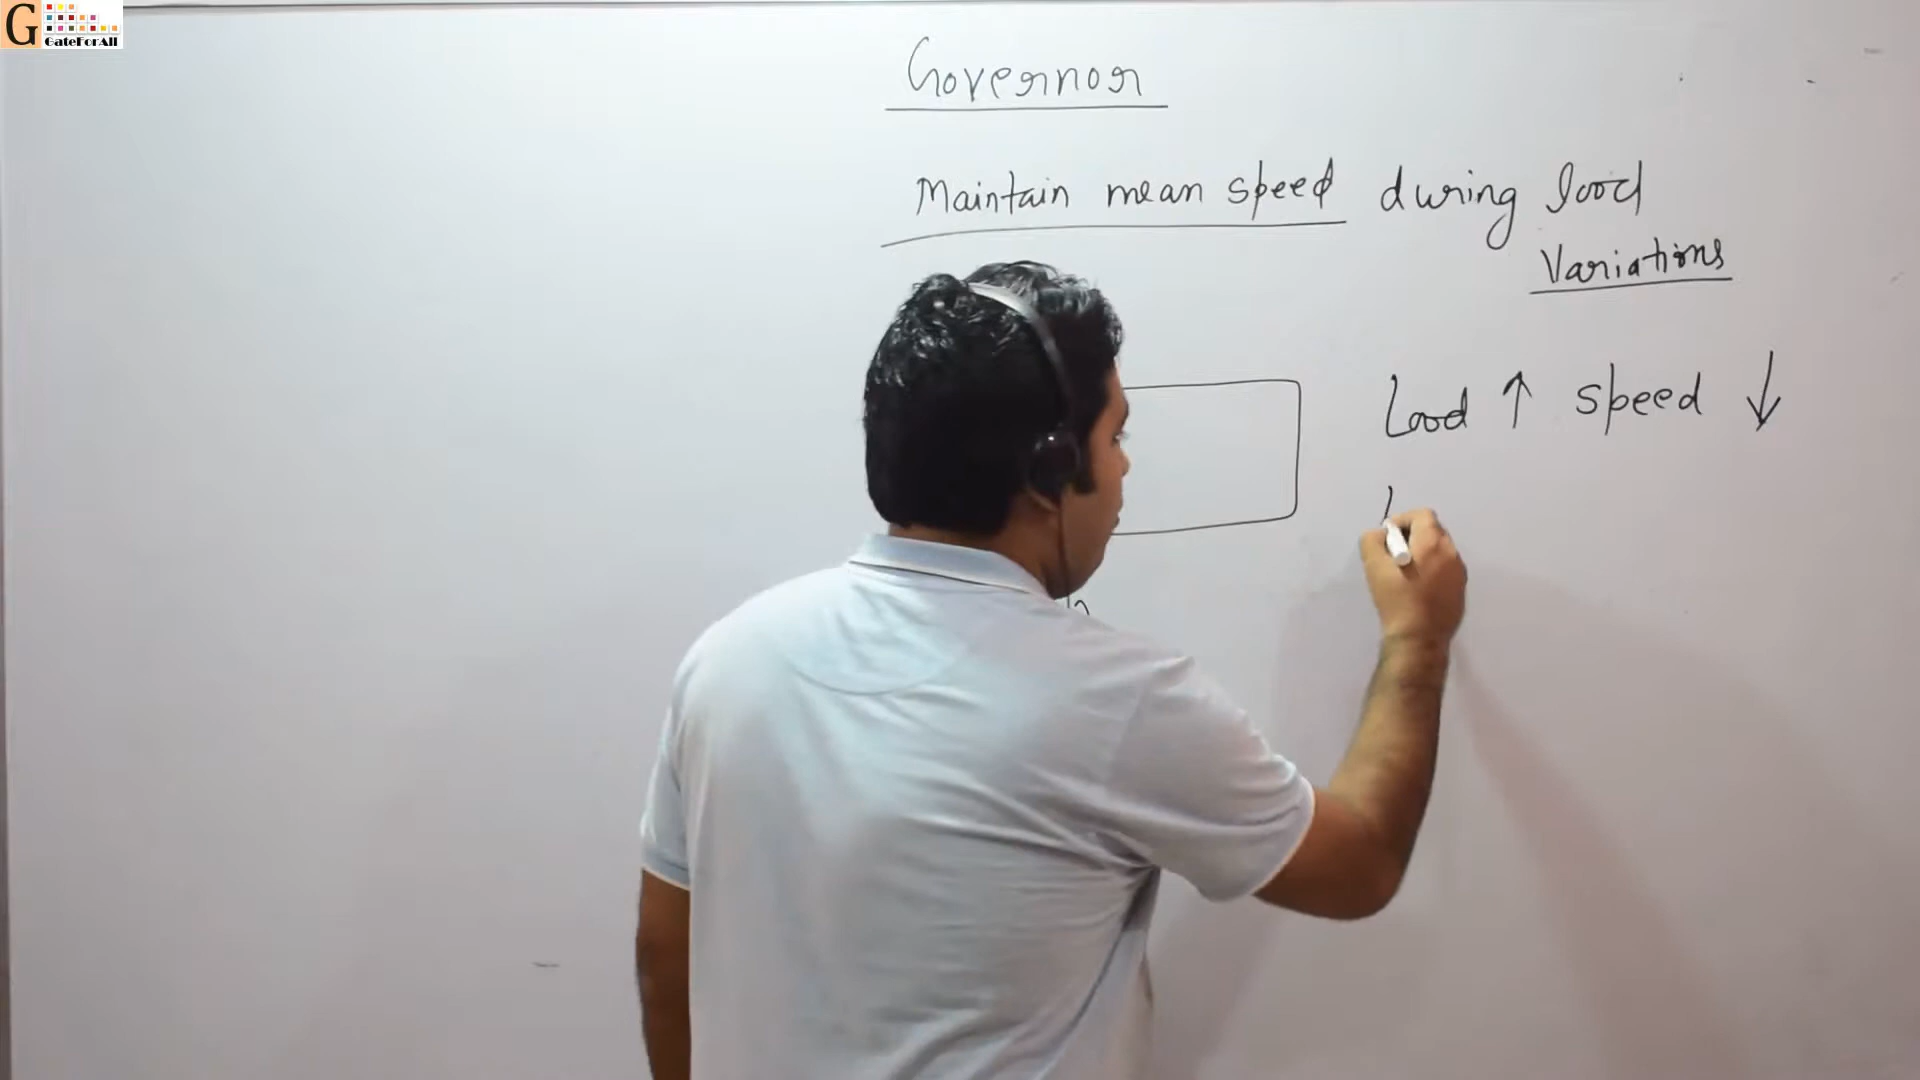 G
GateForAll
Governor
Maintain mean speed during load
Variations
Load ↑ speed ↓
L